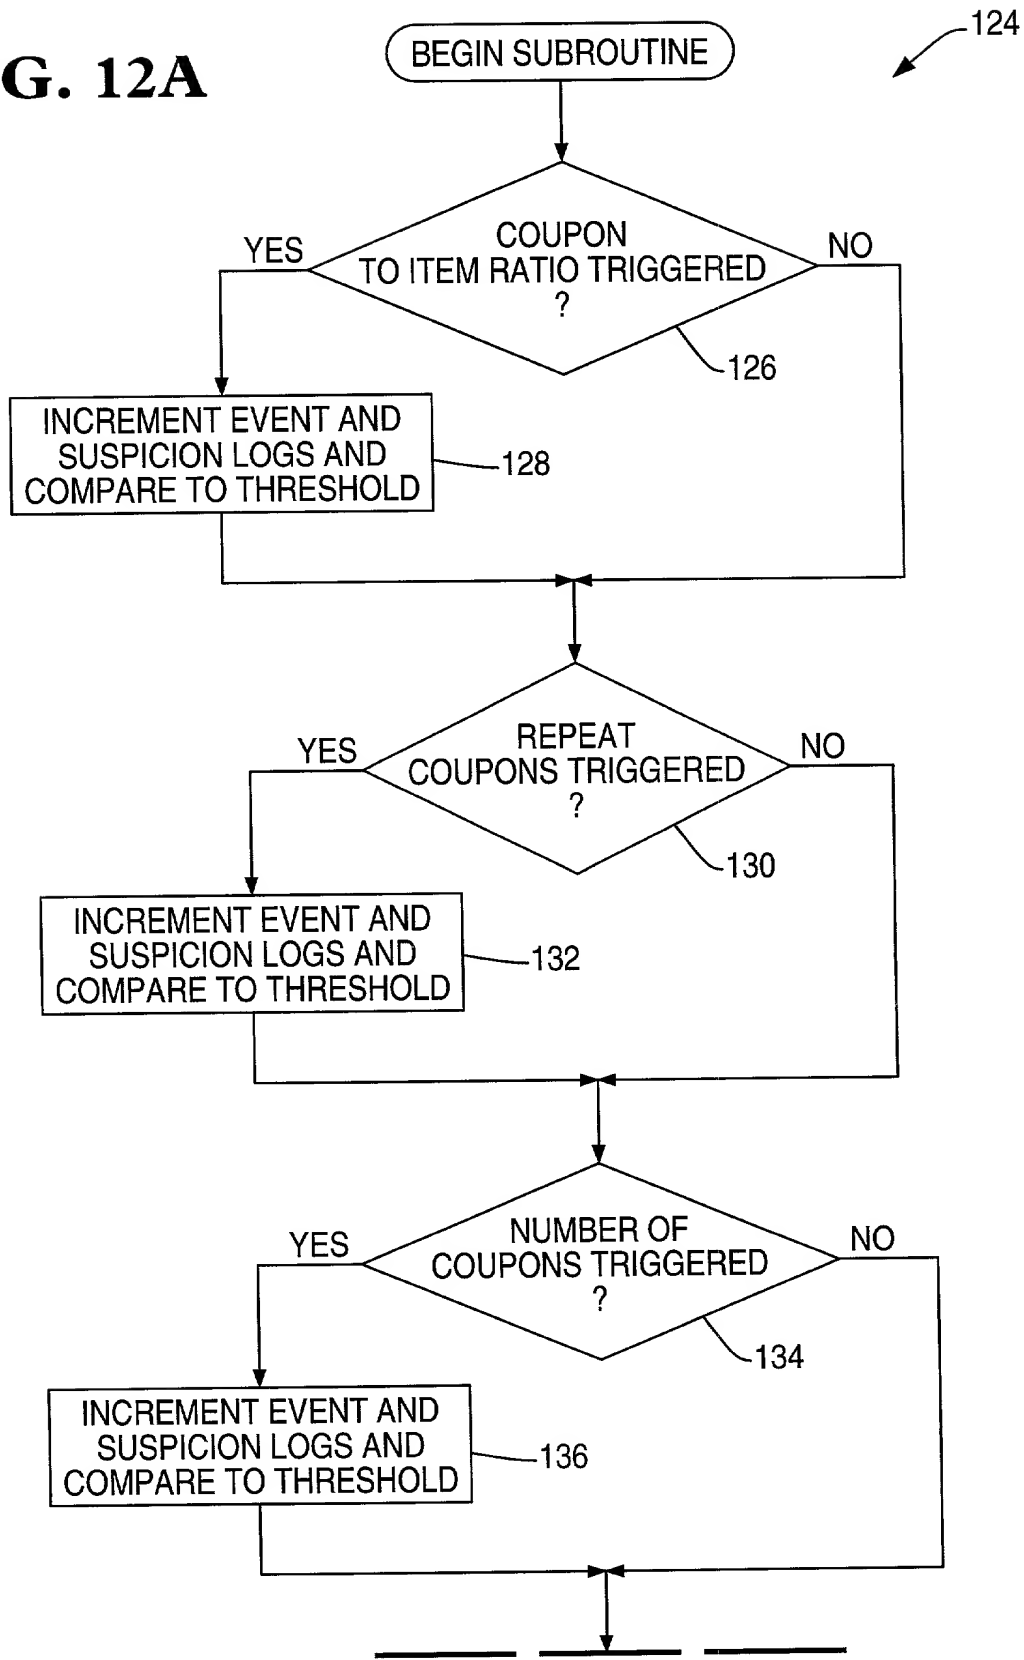 G. 12A
BEGIN SUBROUTINE
124
COUPON
TO ITEM RATIO TRIGGERED
?
YES
NO
126
INCREMENT EVENT AND
SUSPICION LOGS AND
COMPARE TO THRESHOLD
128
REPEAT
COUPONS TRIGGERED
?
YES
NO
130
INCREMENT EVENT AND
SUSPICION LOGS AND
COMPARE TO THRESHOLD
132
NUMBER OF
COUPONS TRIGGERED
?
YES
NO
134
INCREMENT EVENT AND
SUSPICION LOGS AND
COMPARE TO THRESHOLD
136